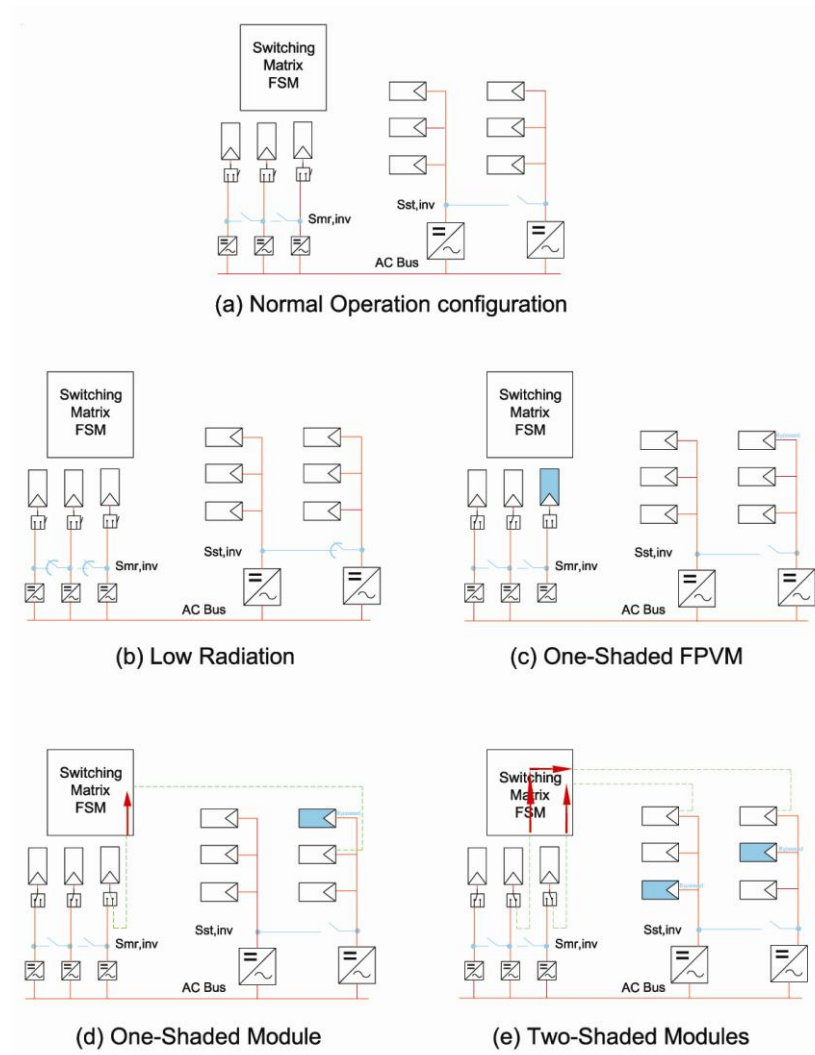 Switching
Matrix
FSM
Sst,inv
Smr,inv
AC Bus
(a) Normal Operation configuration
Switching
Matrix
FSM
Sst,inv
Smr,inv
AC Bus
(b) Low Radiation
Switching
Matrix
FSM
Sst,inv
Smr,inv
AC Bus
(c) One-Shaded FPVM
Switching
Matrix
FSM
Sst,inv
Smr,inv
AC Bus
(d) One-Shaded Module
Switching
Matrix
FSM
Sst,inv
Smr,inv
AC Bus
(e) Two-Shaded Modules